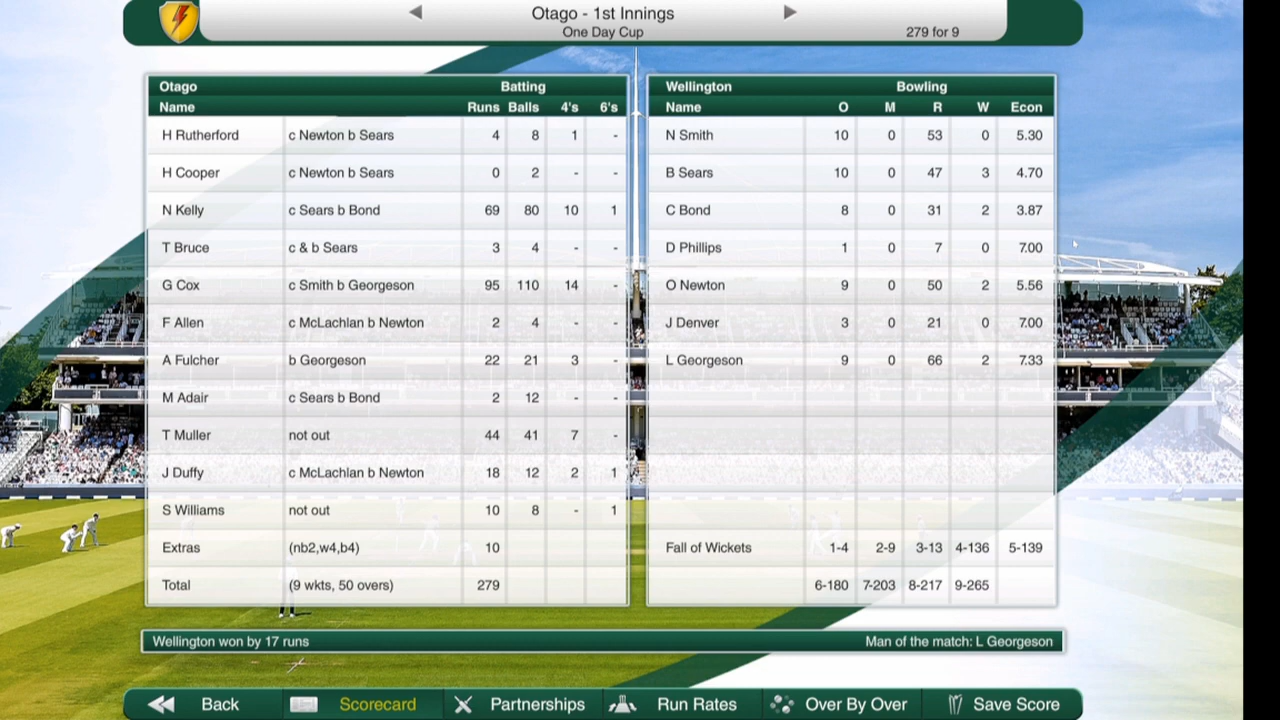 Otago - 1st Innings
One Day Cup 279 for 9
Otago Batting
Name Runs Balls 4's 6's
H Rutherford c Newton b Sears 4 8 1 -
H Cooper c Newton b Sears 0 2 - -
N Kelly c Sears b Bond 69 80 10 1
T Bruce c & b Sears 3 4 - -
G Cox c Smith b Georgeson 95 110 14 -
F Allen c McLachlan b Newton 2 4 - -
A Fulcher b Georgeson 22 21 3 -
M Adair c Sears b Bond 2 12 - -
T Muller not out 44 41 7 -
J Duffy c McLachlan b Newton 18 12 2 1
S Williams not out 10 8 - 1
Extras (nb2,w4,b4) 10
Total (9 wkts, 50 overs) 279
Wellington Bowling
Name O M R W Econ
N Smith 10 0 53 0 5.30
B Sears 10 0 47 3 4.70
C Bond 8 0 31 2 3.87
D Phillips 1 0 7 0 7.00
O Newton 9 0 50 2 5.56
J Denver 3 0 21 0 7.00
L Georgeson 9 0 66 2 7.33
Fall of Wickets 1-4 2-9 3-13 4-136 5-139
6-180 7-203 8-217 9-265
Wellington won by 17 runs Man of the match: L Georgeson
Back Scorecard Partnerships Run Rates Over By Over Save Score